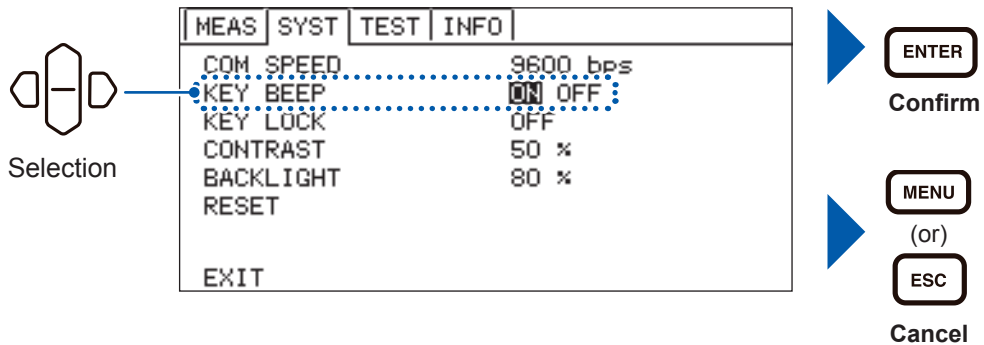 MEAS SYST TEST INFO
COM SPEED 9600 bps
KEY BEEP ON OFF
KEY LOCK OFF
CONTRAST 50 %
BACKLIGHT 80 %
RESET
EXIT
Selection
ENTER
Confirm
MENU
(or)
ESC
Cancel